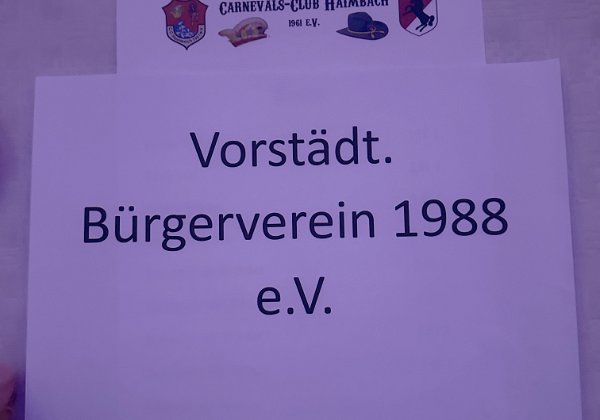 Carnevals-Club Haimbach
1961 e.V.
Vorstädt.
Bürgerverein 1988
e.V.